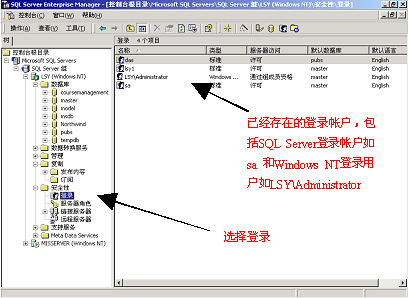 SQL Server Enterprise Manager - [控制台根目录\Microsoft SQL Servers\SQL Server 组\LSY (Windows NT)\安全性\登录]
控制台(C) 窗口(W) 帮助(H)
操作(A) 查看(V) 工具(T)
树
控制台根目录
Microsoft SQL Servers
SQL Server 组
LSY (Windows NT)
数据库
coursemanagement
master
model
msdb
Northwind
pubs
tempdb
数据转换服务
管理
复制
发布内容
订阅
安全性
登录
服务器角色
链接服务器
远程服务器
支持服务
Meta Data Services
MISSERVER (Windows NT)
登录 4 个项目
名称 类型 服务器访问 默认数据库 默认语言
das 标准 许可 pubs English
lsy1 标准 许可 master English
LSY\Administrator Windows ... 通过组成员资格 master English
sa 标准 许可 master English
已经存在的登录帐户，包
括SQL Server登录帐户如
sa 和Windows NT登录用
户如LSY\Administrator
选择登录